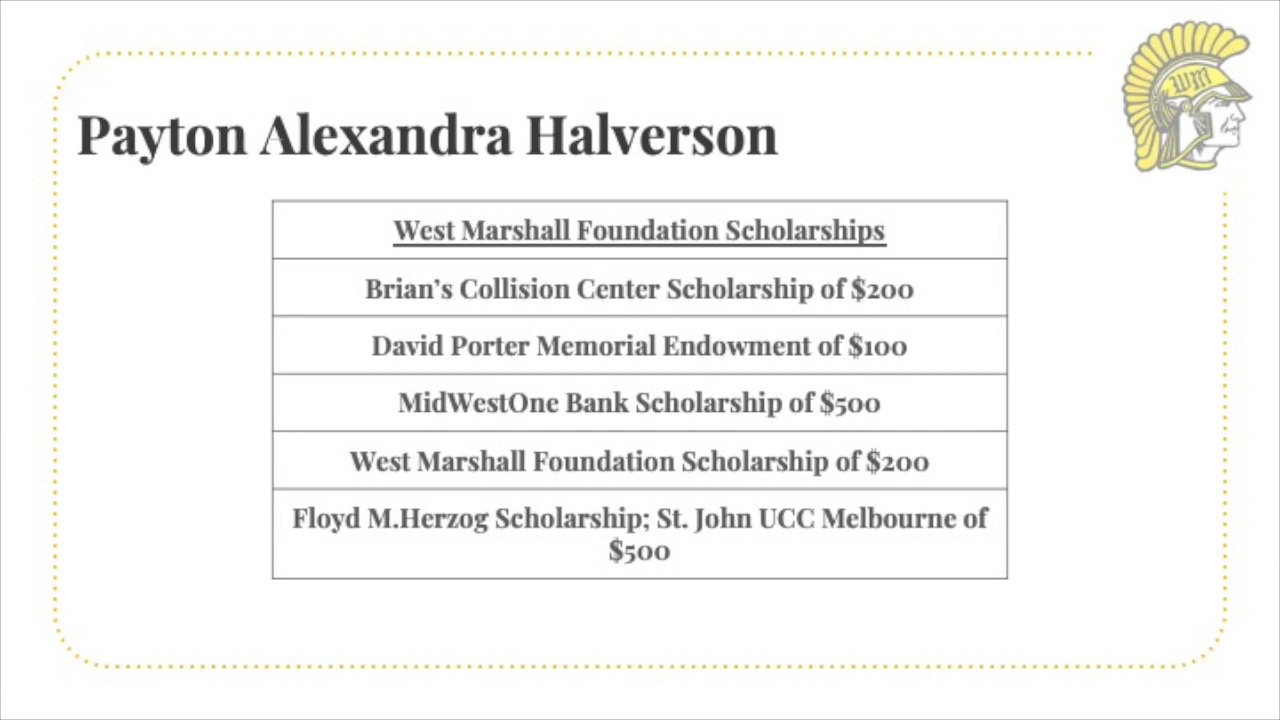 WM
Payton Alexandra Halverson
West Marshall Foundation Scholarships
Brian’s Collision Center Scholarship of $200
David Porter Memorial Endowment of $100
MidWestOne Bank Scholarship of $500
West Marshall Foundation Scholarship of $200
Floyd M.Herzog Scholarship; St. John UCC Melbourne of
$500